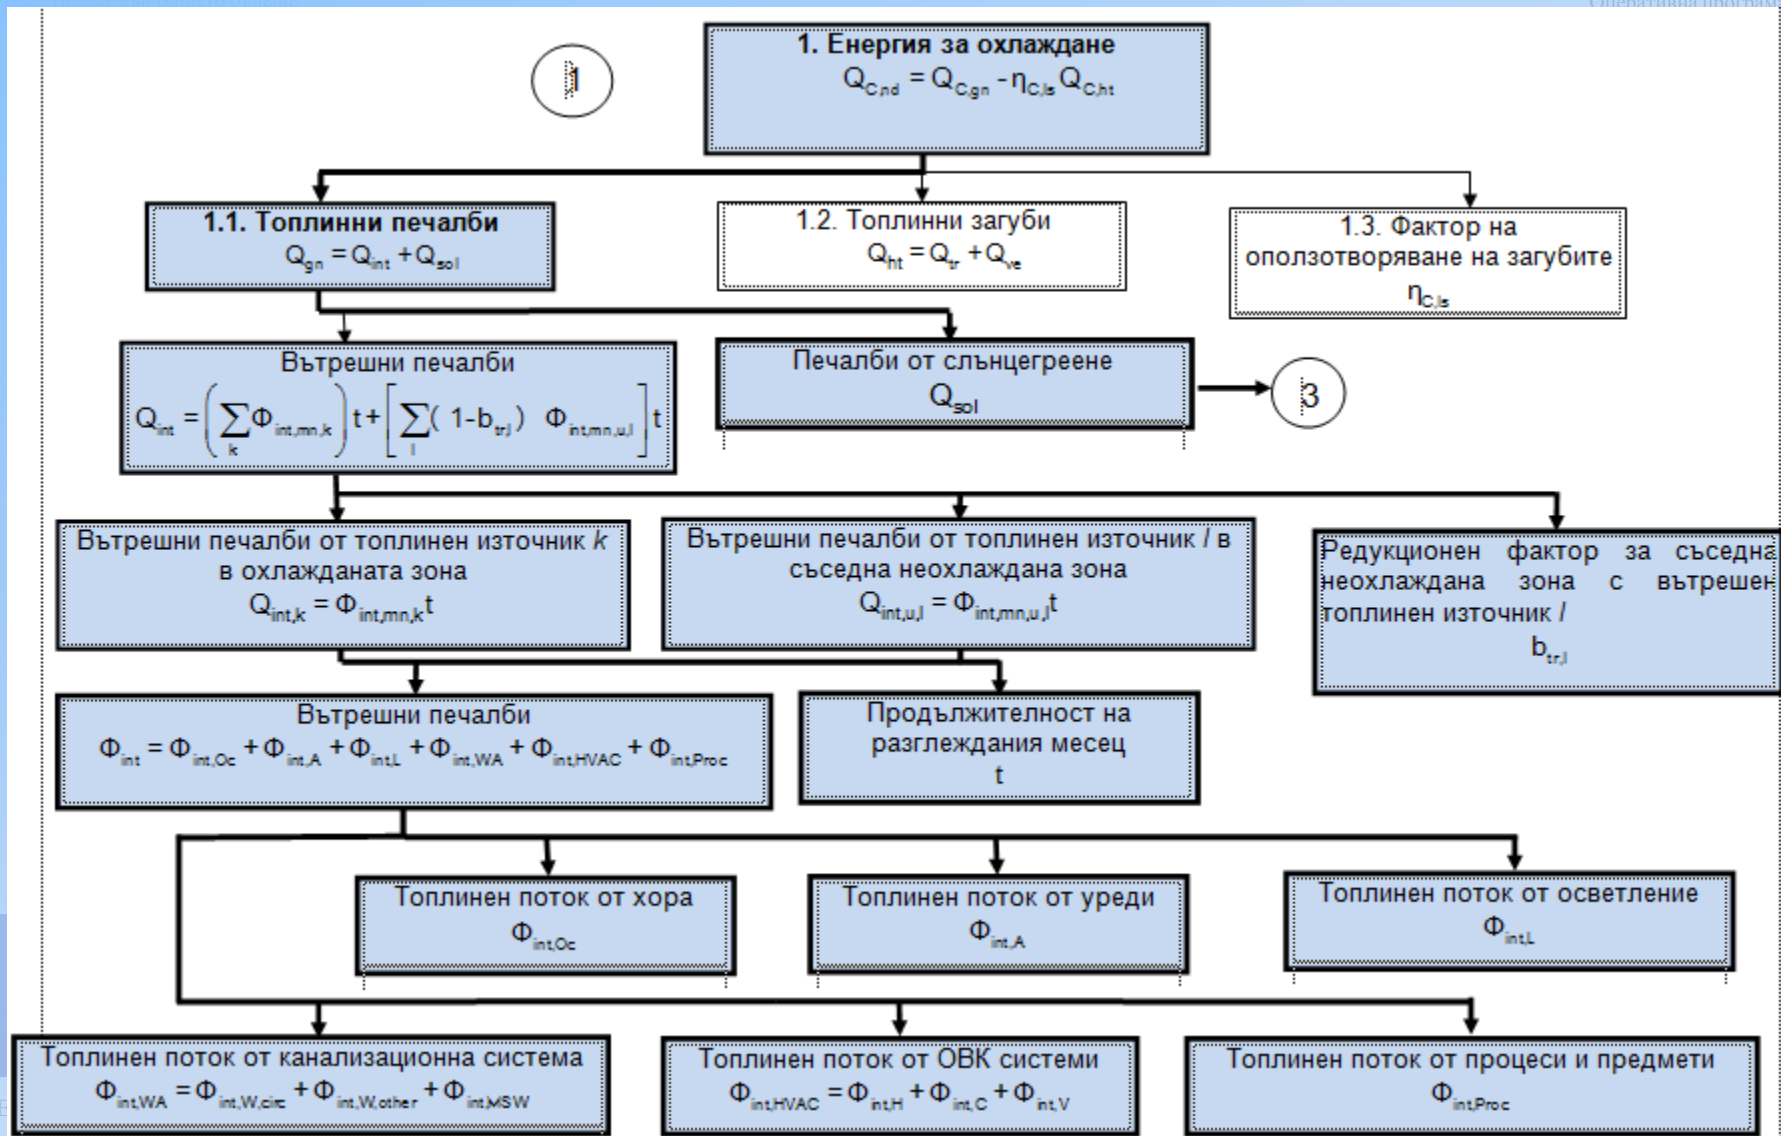 Оперативна програм
1
1. Енергия за охлаждане
Q_C,nd = Q_C,gn - η_C,ls Q_C,ht
1.1. Топлинни печалби
Q_gn = Q_int + Q_sol
1.2. Топлинни загуби
Q_ht = Q_tr + Q_ve
1.3. Фактор на
оползотворяване на загубите
η_C,ls
Вътрешни печалби
Q_int = (∑_k Φ_int,mn,k) t + [∑_l (1-b_tr,l) Φ_int,mn,u,l] t
Печалби от слънцегреене
Q_sol
3
Вътрешни печалби от топлинен източник k
в охлажданата зона
Q_int,k = Φ_int,mn,k t
Вътрешни печалби от топлинен източник l в
съседна неохлаждана зона
Q_int,u,l = Φ_int,mn,u,l t
Редукционен фактор за съседна
неохлаждана зона с вътрешен
топлинен източник l
b_tr,l
Вътрешни печалби
Φ_int = Φ_int,Oc + Φ_int,A + Φ_int,L + Φ_int,WA + Φ_int,HVAC + Φ_int,Proc
Продължителност на
разглеждания месец
t
Топлинен поток от хора
Φ_int,Oc
Топлинен поток от уреди
Φ_int,A
Топлинен поток от осветление
Φ_int,L
Топлинен поток от канализационна система
Φ_int,WA = Φ_int,W,circ + Φ_int,W,other + Φ_int,MSW
Топлинен поток от ОВК системи
Φ_int,HVAC = Φ_int,H + Φ_int,C + Φ_int,V
Топлинен поток от процеси и предмети
Φ_int,Proc